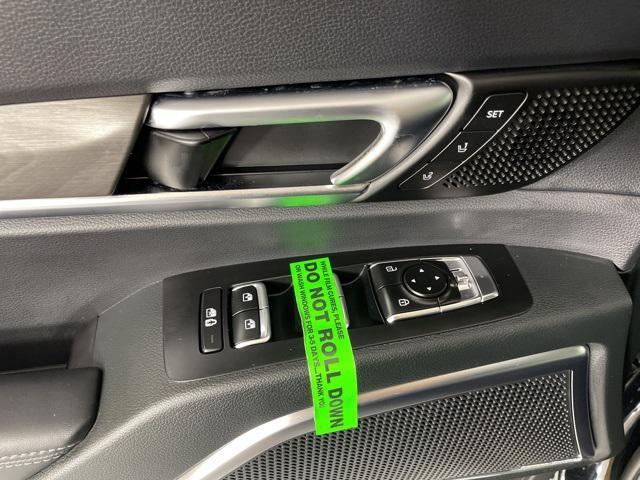 SET
WHILE FILM CURES, PLEASE
DO NOT ROLL DOWN
OR WASH WINDOWS FOR 3-5 DAYS...THANK YOU